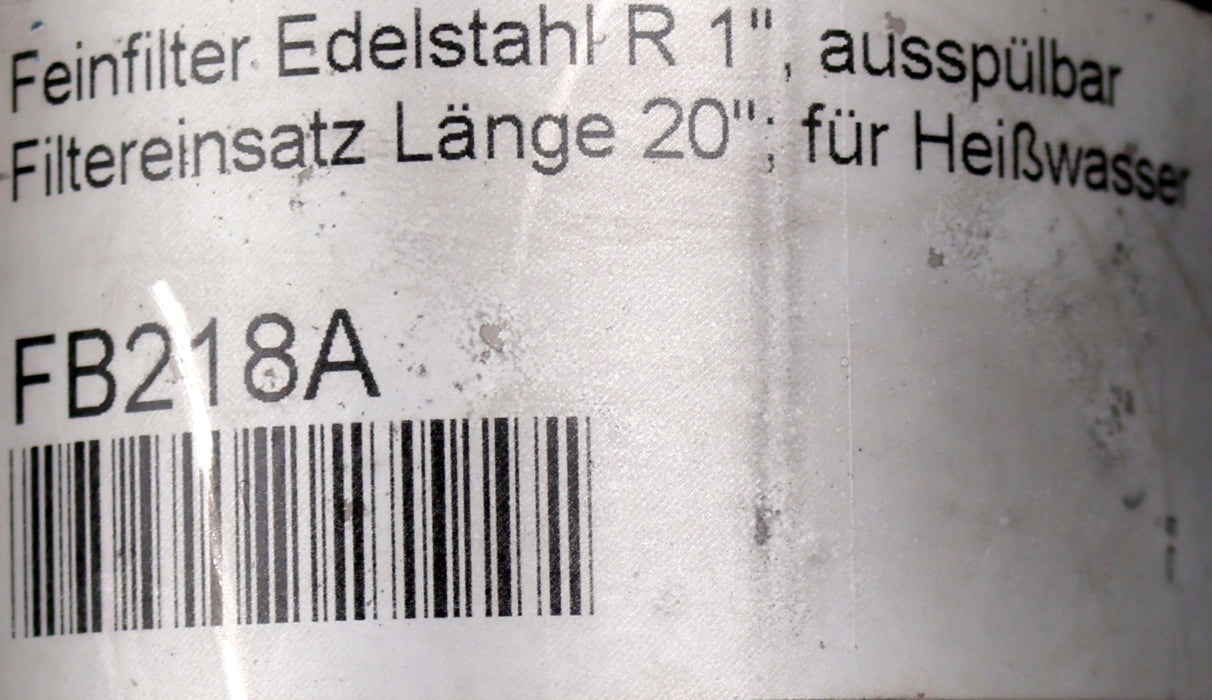 Feinfilter Edelstahl R 1", ausspülbar
Filtereinsatz Länge 20"; für Heißwasser
FB218A